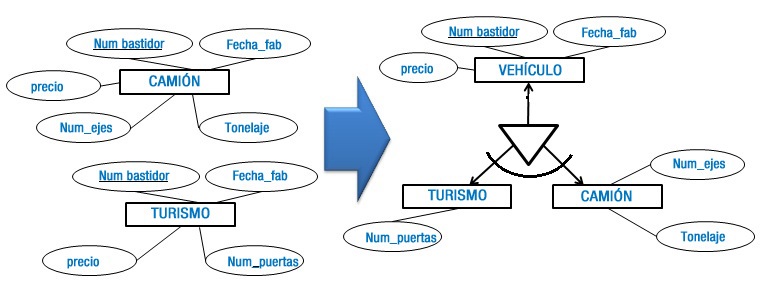 Num bastidor
Fecha_fab
CAMIÓN
precio
Num_ejes
Tonelaje
Num bastidor
Fecha_fab
TURISMO
precio
Num_puertas
Num bastidor
Fecha_fab
precio
VEHÍCULO
TURISMO
CAMIÓN
Num_ejes
Num_puertas
Tonelaje